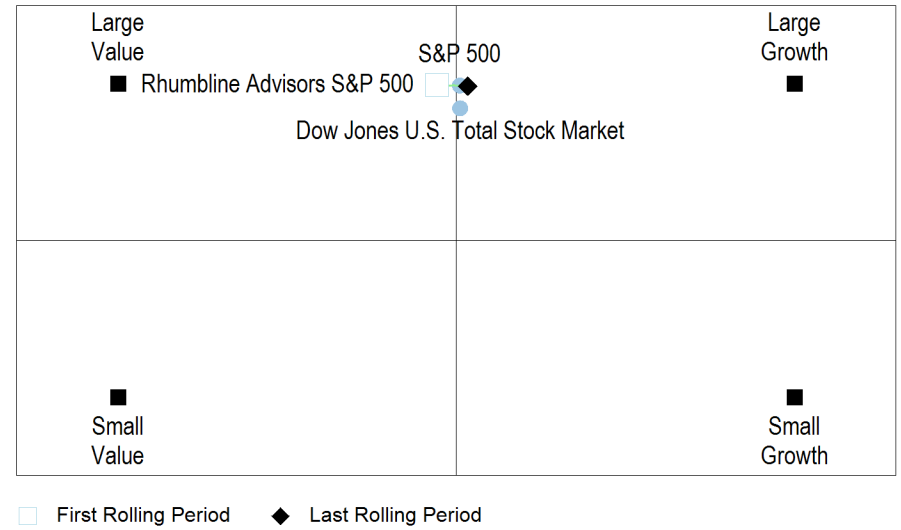 Large
Value
Large
Growth
S&P 500
Rhumbline Advisors S&P 500
Dow Jones U.S. Total Stock Market
Small
Value
Small
Growth
First Rolling Period
Last Rolling Period